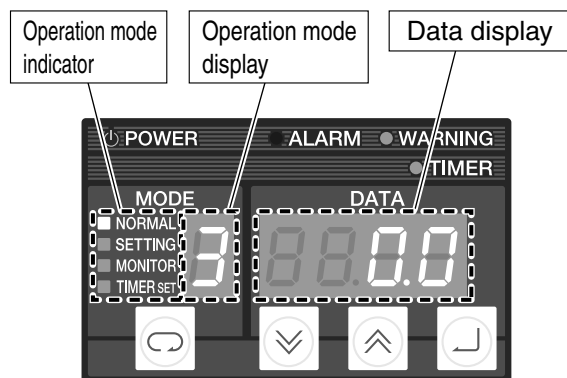 Operation mode
indicator
Operation mode
display
Data display
POWER
ALARM
WARNING
TIMER
MODE
DATA
NORMAL
SETTING
MONITOR
TIMER SET
3
0.0